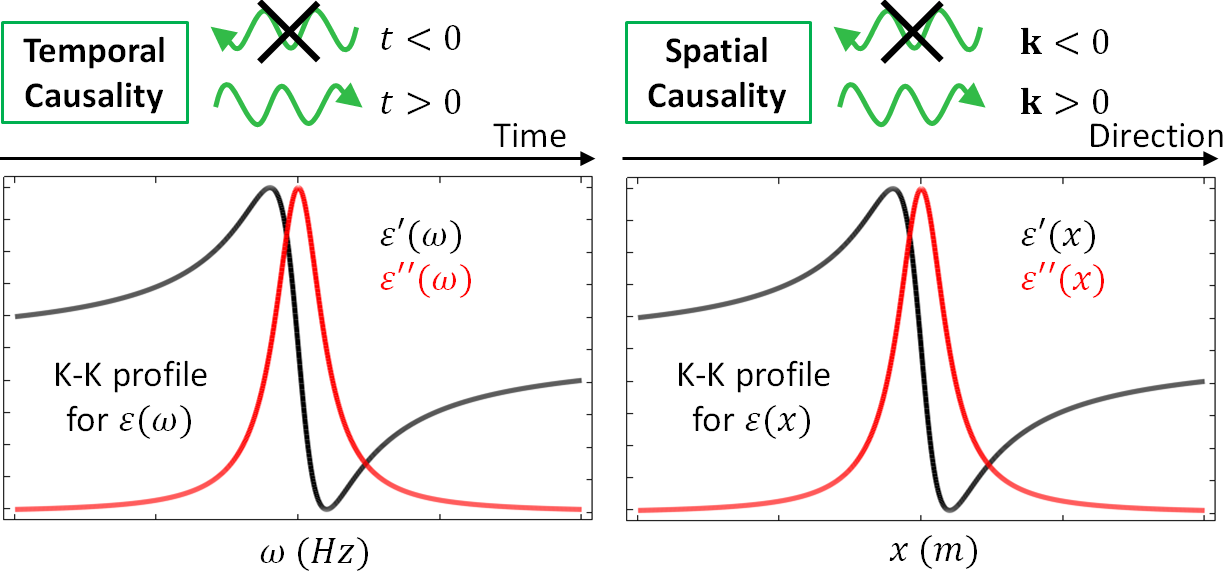 Temporal
Causality
t < 0
t > 0
Time
ε′(ω)
ε′′(ω)
K-K profile
for ε(ω)
ω (Hz)
Spatial
Causality
k < 0
k > 0
Direction
ε′(x)
ε′′(x)
K-K profile
for ε(x)
x (m)